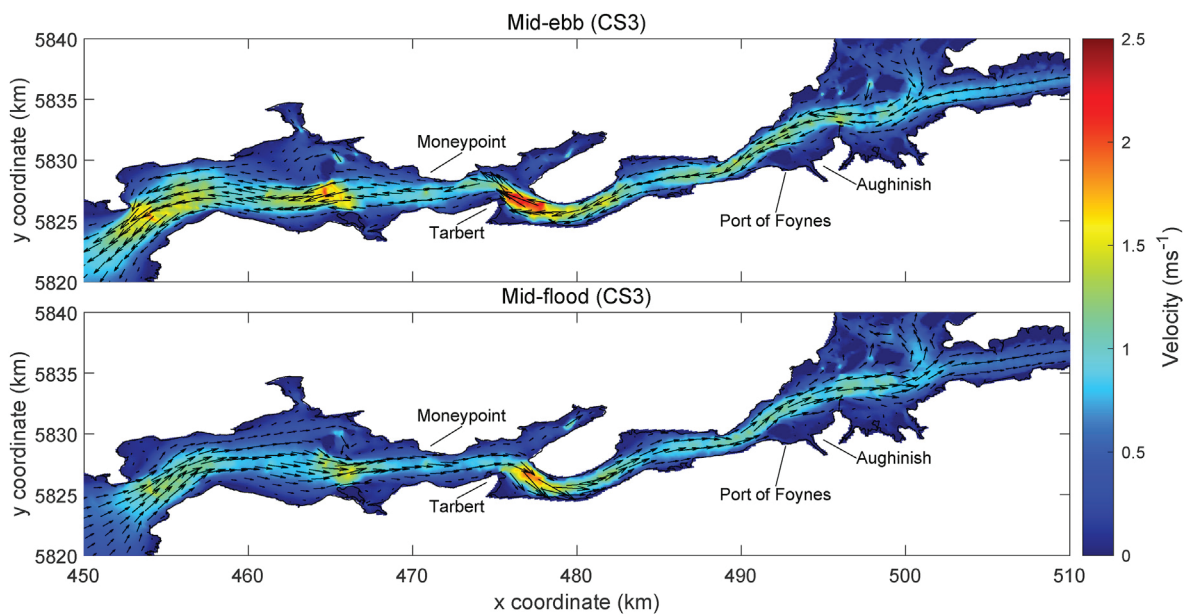 Mid-ebb (CS3)
5840
5835
5830
5825
5820
y coordinate (km)
Moneypoint
Tarbert
Port of Foynes
Aughinish
Mid-flood (CS3)
5840
5835
5830
5825
5820
y coordinate (km)
Moneypoint
Tarbert
Port of Foynes
Aughinish
450
460
470
480
490
500
510
x coordinate (km)
2.5
2
1.5
1
0.5
0
Velocity (ms⁻¹)